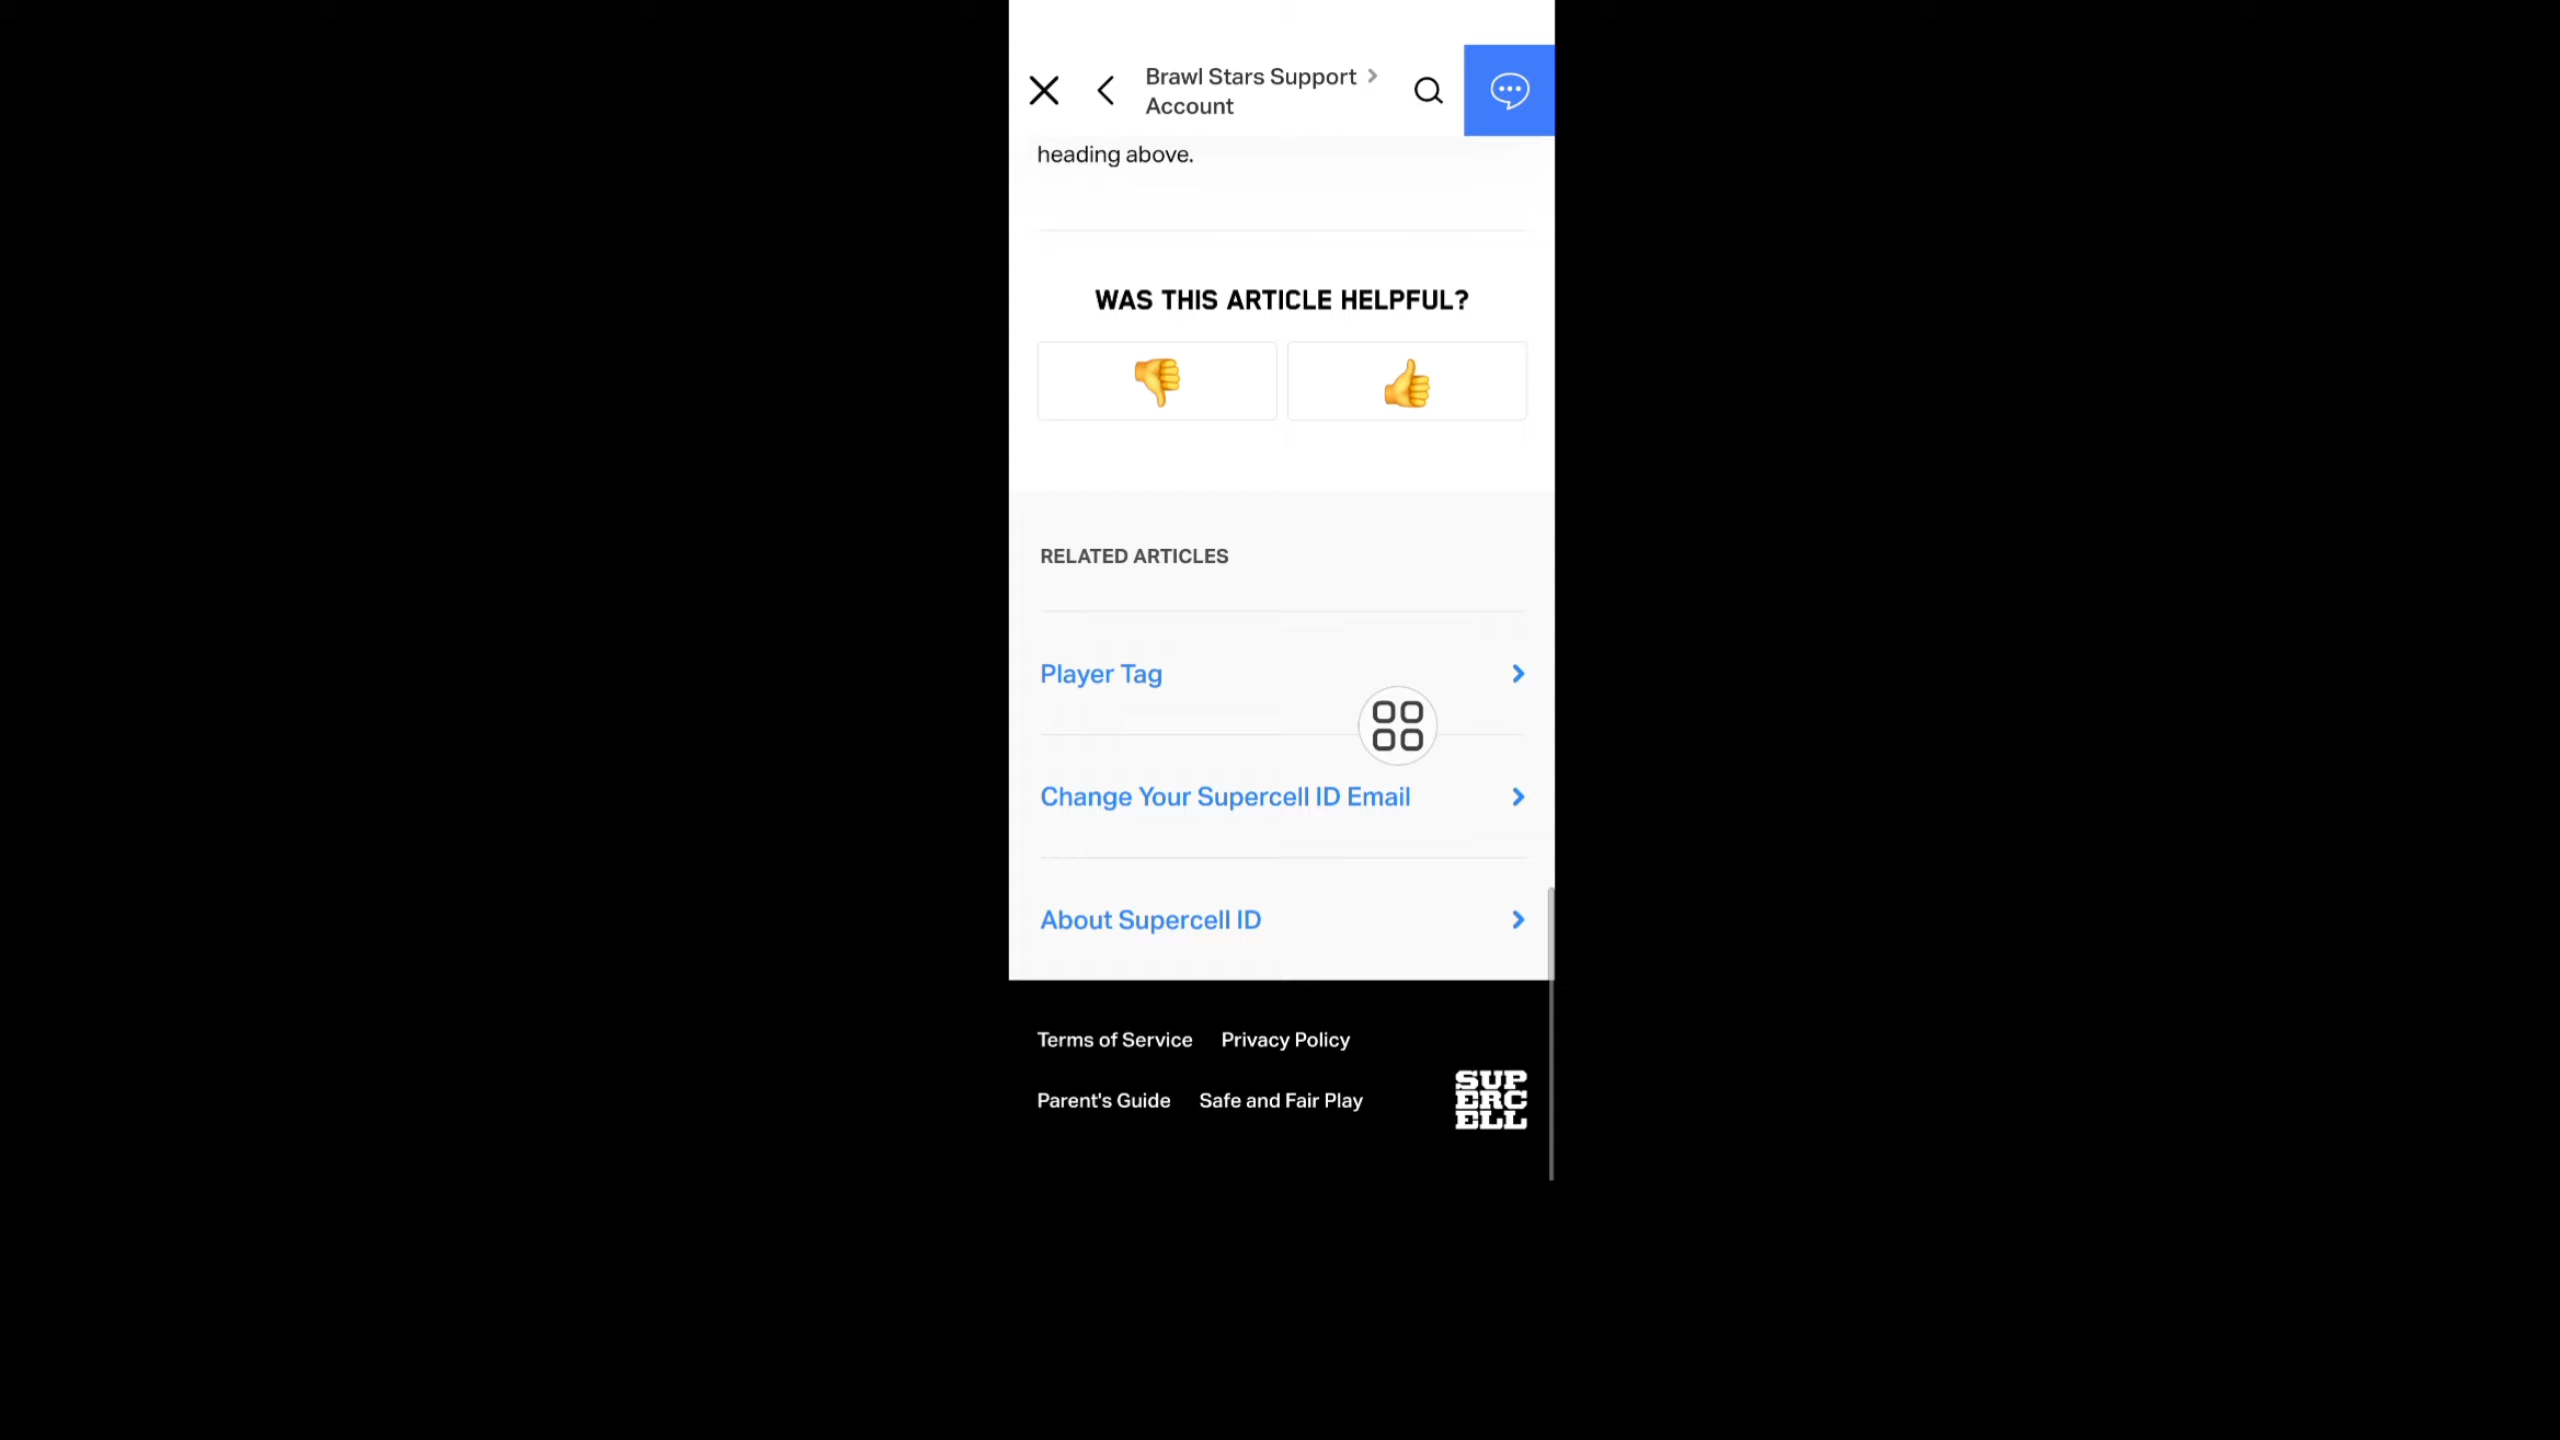 Brawl Stars Support >
Account
heading above.
WAS THIS ARTICLE HELPFUL?
RELATED ARTICLES
Player Tag
Change Your Supercell ID Email
About Supercell ID
Terms of Service Privacy Policy
Parent's Guide Safe and Fair Play
SUP
ERC
ELL